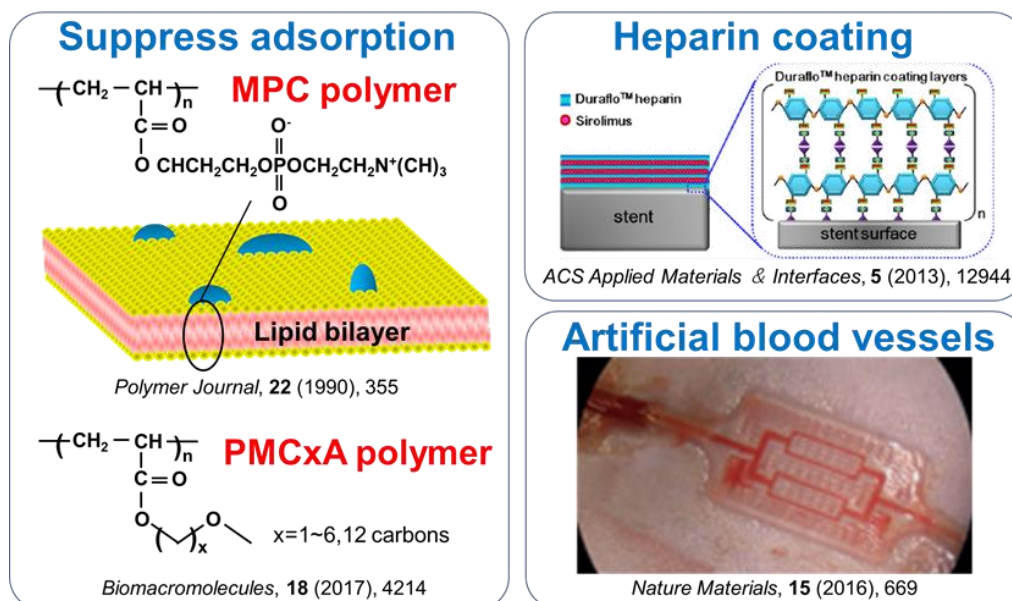 Suppress adsorption
MPC polymer
—(CH₂—CH)n
C=O
O CHCH₂CH₂OPOCH₂CH₂N⁺(CH)₃
O⁻
O
Lipid bilayer
Polymer Journal, 22 (1990), 355
—(CH₂—CH)n
PMCxA polymer
C=O
O
O
x
x=1~6,12 carbons
Biomacromolecules, 18 (2017), 4214
Heparin coating
Duraflo™ heparin
Sirolimus
stent
Duraflo™ heparin coating layers
n
stent surface
ACS Applied Materials & Interfaces, 5 (2013), 12944
Artificial blood vessels
Nature Materials, 15 (2016), 669